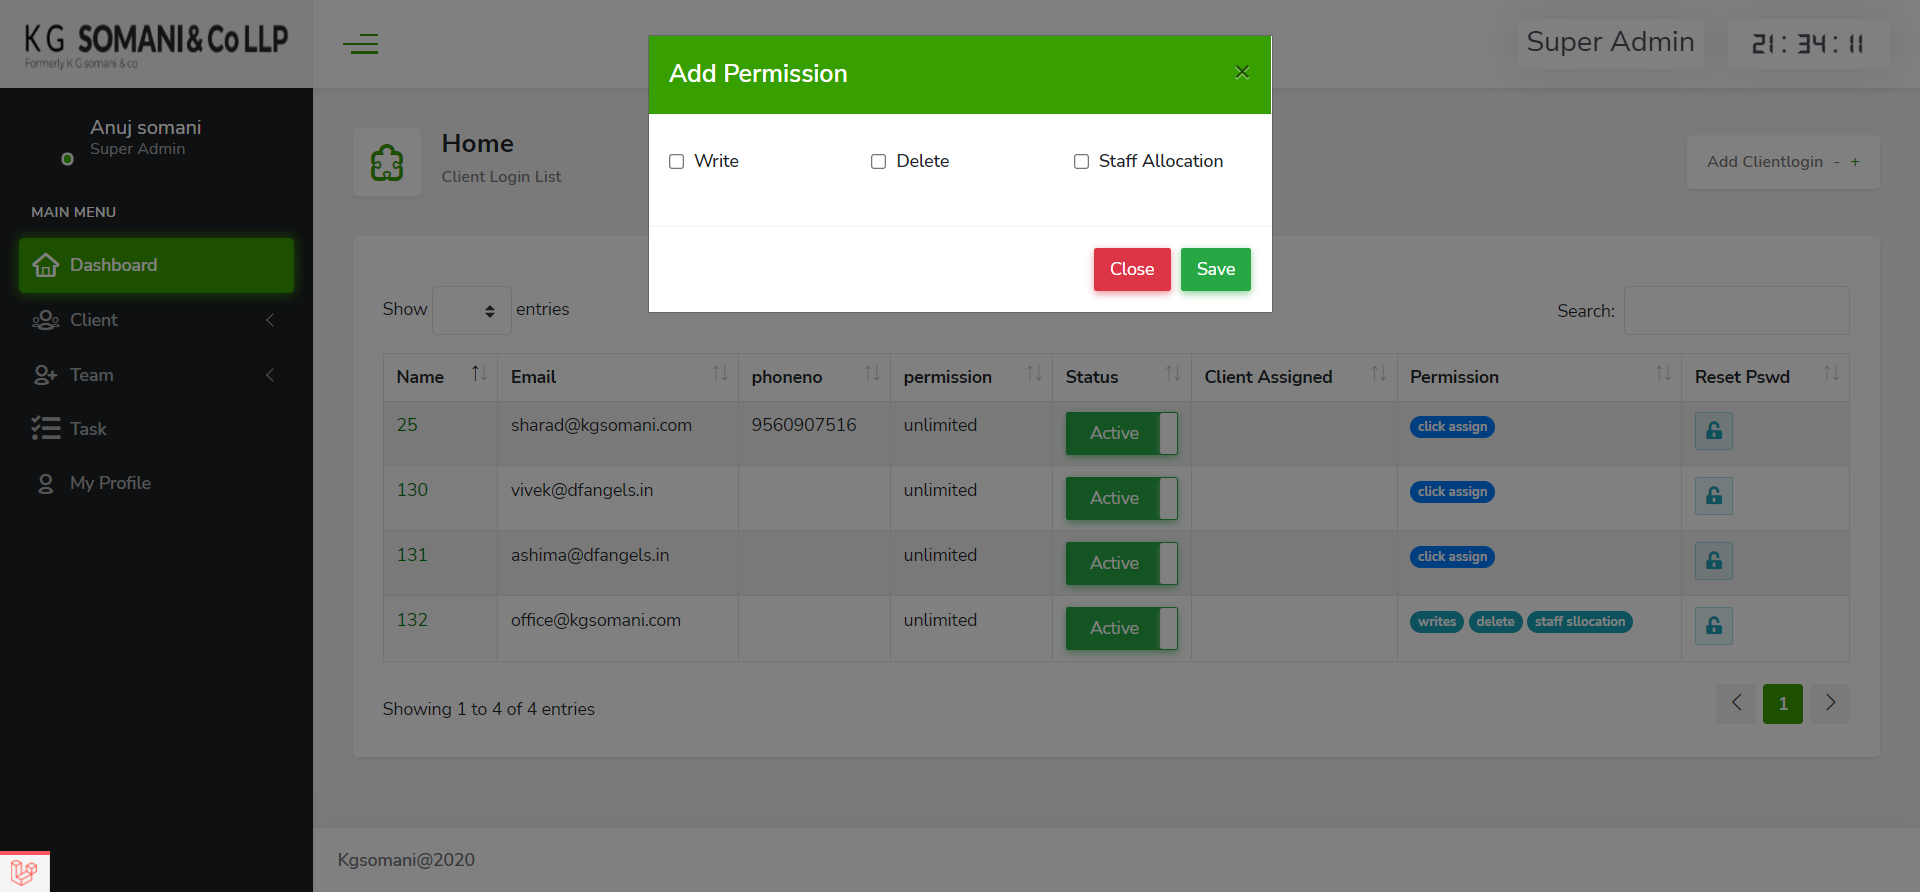 KG SOMANI & Co LLP
Formerly K G somani & co
Super Admin
21:34:11
Anuj somani
Super Admin
MAIN MENU
Dashboard
Client
Team
Task
My Profile
Add Permission
×
Write Delete Staff Allocation
Close Save
Home
Client Login List
Add Clientlogin - +
Show entries
Search:
Name Email phoneno permission Status Client Assigned Permission Reset Pswd
25 sharad@kgsomani.com 9560907516 unlimited Active click assign
130 vivek@dfangels.in unlimited Active click assign
131 ashima@dfangels.in unlimited Active click assign
132 office@kgsomani.com unlimited Active writes delete staff sllocation
Showing 1 to 4 of 4 entries
1
Kgsomani@2020